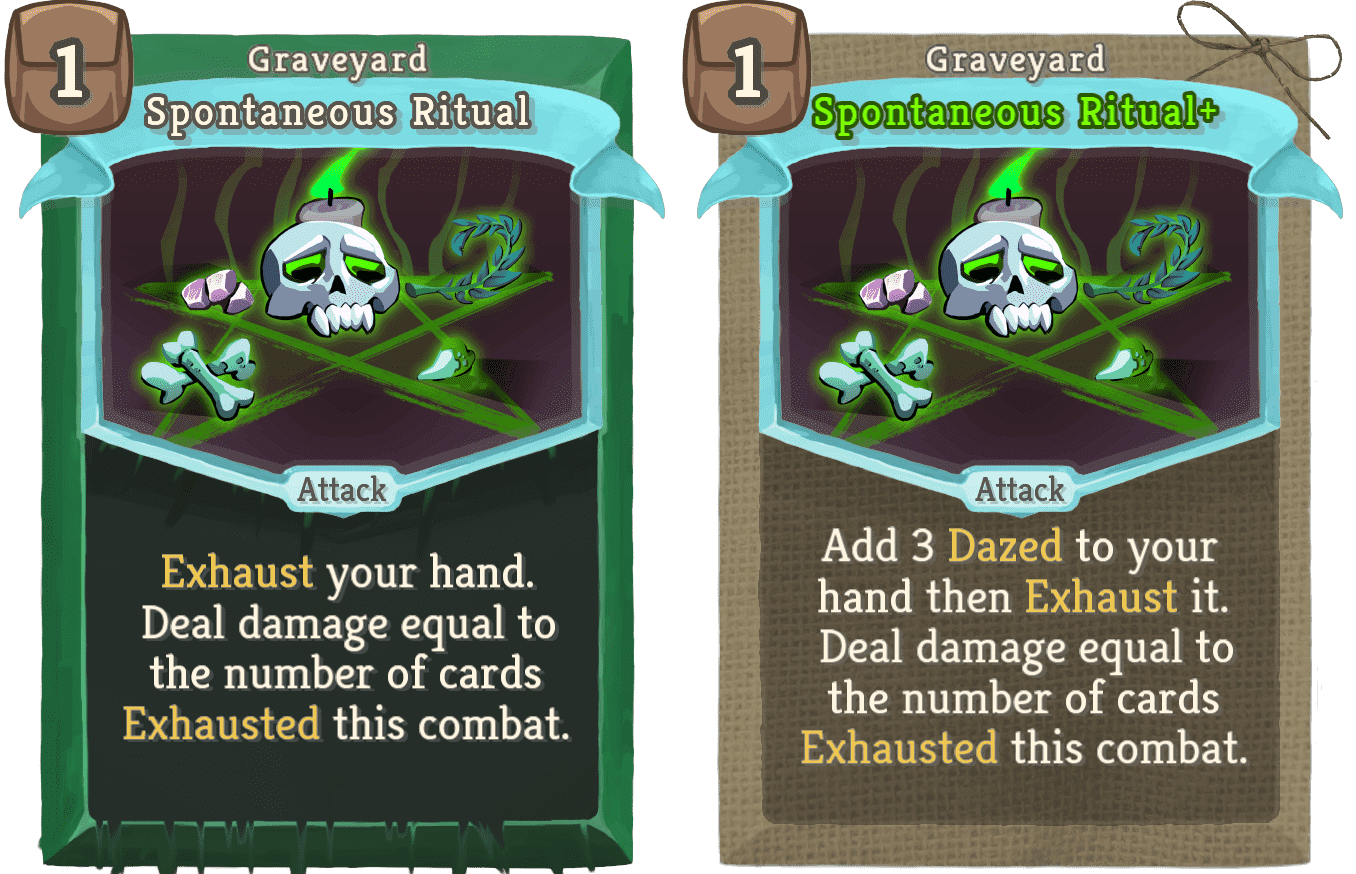 1
Graveyard
Spontaneous Ritual
Attack
Exhaust your hand.
Deal damage equal to
the number of cards
Exhausted this combat.
1
Graveyard
Spontaneous Ritual+
Attack
Add 3 Dazed to your
hand then Exhaust it.
Deal damage equal to
the number of cards
Exhausted this combat.